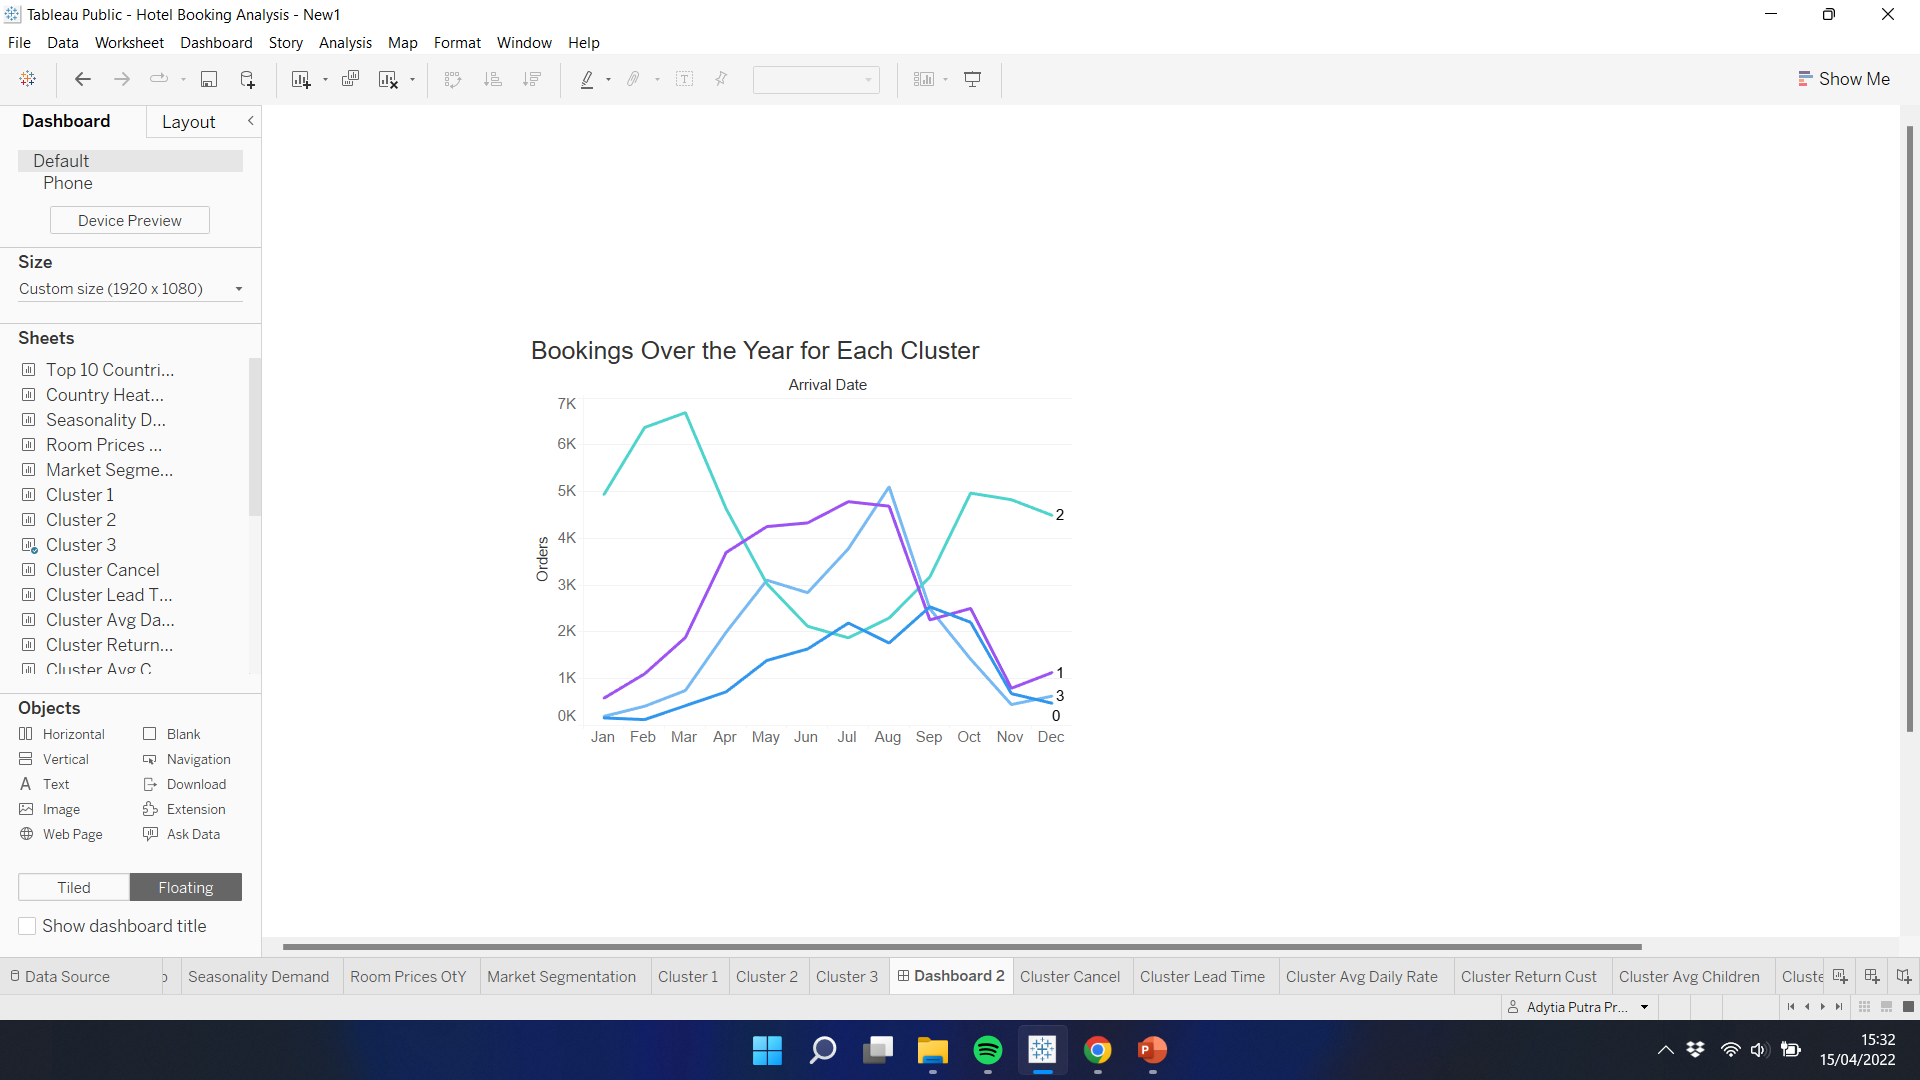 Tableau Public - Hotel Booking Analysis - New1
File Data Worksheet Dashboard Story Analysis Map Format Window Help
Show Me
Dashboard Layout
Default
Phone
Device Preview
Size
Custom size (1920 x 1080)
Sheets
Top 10 Countri...
Country Heat...
Seasonality D...
Room Prices ...
Market Segme...
Cluster 1
Cluster 2
Cluster 3
Cluster Cancel
Cluster Lead T...
Cluster Avg Da...
Cluster Return...
Cluster Avg C
Objects
Horizontal Blank
Vertical Navigation
Text Download
Image Extension
Web Page Ask Data
Tiled Floating
Show dashboard title
Bookings Over the Year for Each Cluster
Arrival Date
Orders
7K
6K
5K
4K
3K
2K
1K
0K
2
1
3
0
Jan Feb Mar Apr May Jun Jul Aug Sep Oct Nov Dec
Data Source Seasonality Demand Room Prices OtY Market Segmentation Cluster 1 Cluster 2 Cluster 3 Dashboard 2 Cluster Cancel Cluster Lead Time Cluster Avg Daily Rate Cluster Return Cust Cluster Avg Children Cluste
Adytia Putra Pr...
15:32
15/04/2022